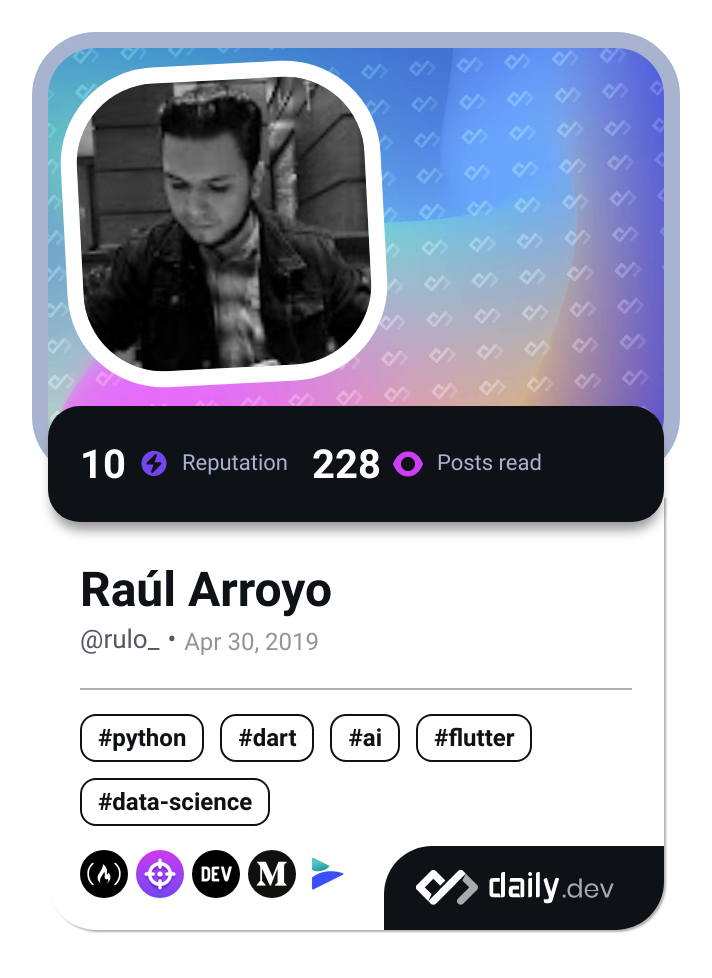 10 Reputation 228 Posts read
Raúl Arroyo
@rulo_ • Apr 30, 2019
#python #dart #ai #flutter
#data-science
DEV M daily.dev